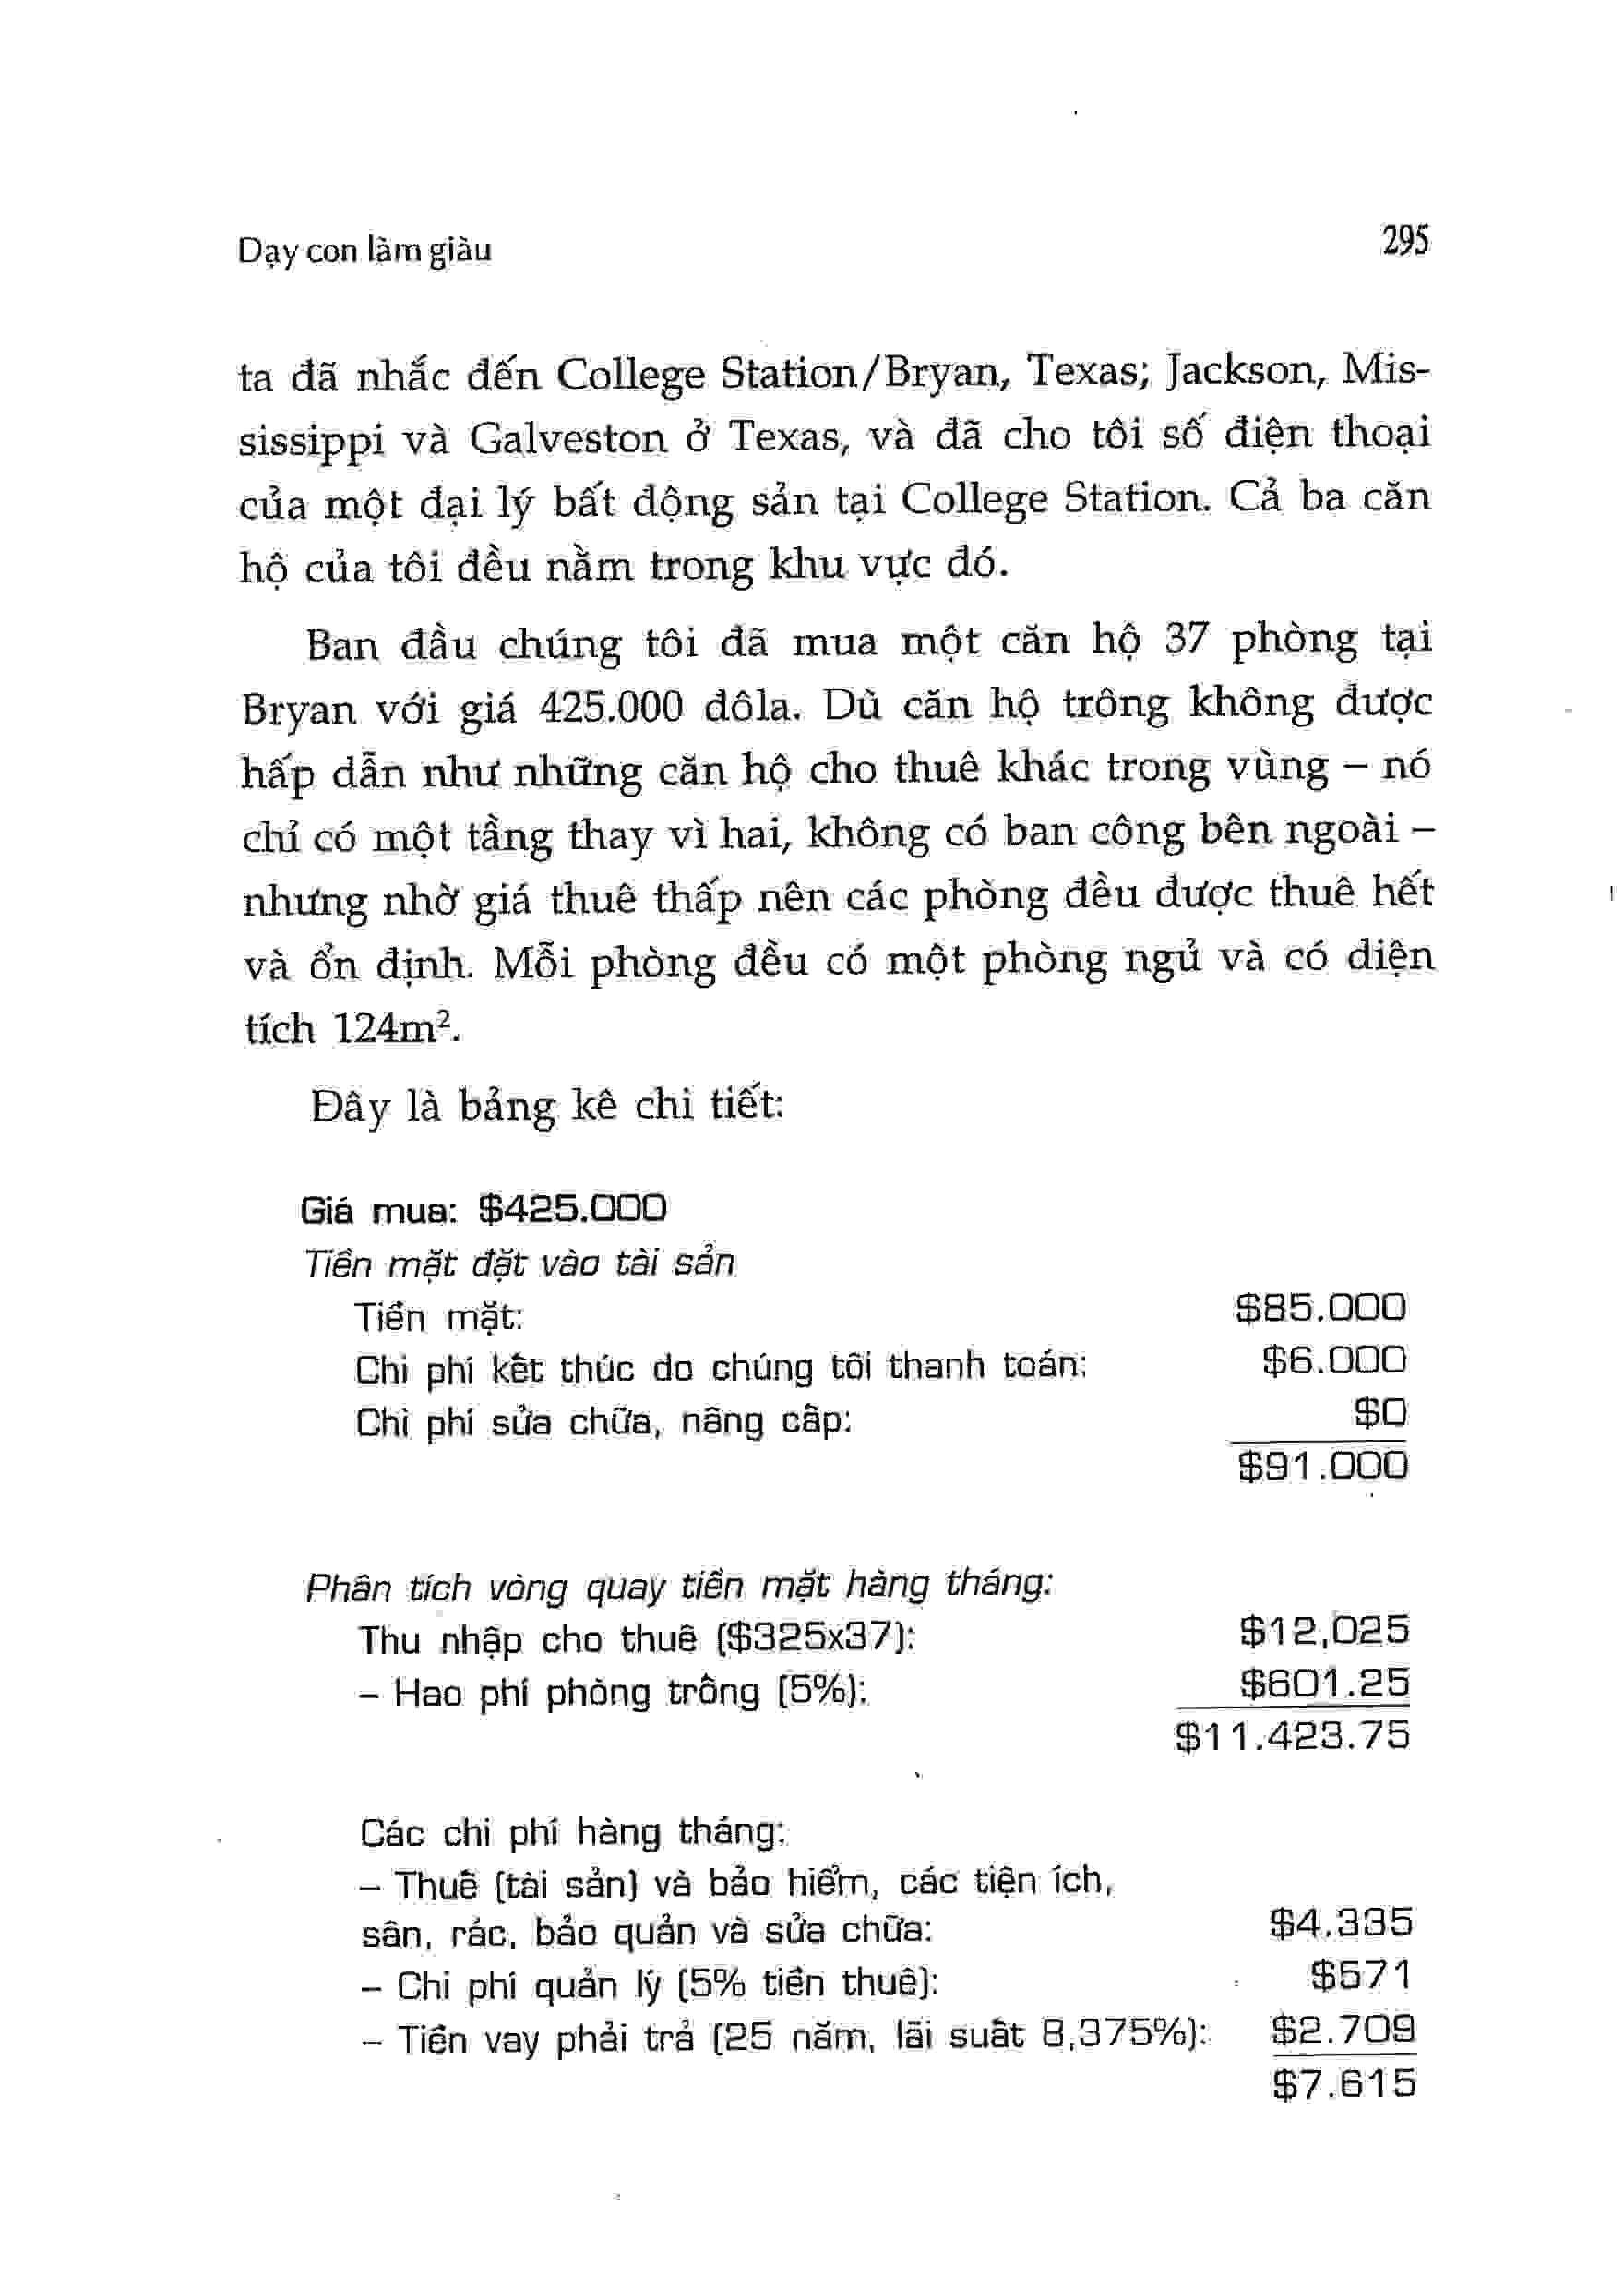 Dạy con làm giàu 295
ta đã nhắc đến College Station/Bryan, Texas; Jackson, Mis-
sissippi và Galveston ở Texas, và đã cho tôi số điện thoại
của một đại lý bất động sản tại College Station. Cả ba căn
hộ của tôi đều nằm trong khu vực đó.
Ban đầu chúng tôi đã mua một căn hộ 37 phòng tại
Bryan với giá 425.000 đôla. Dù căn hộ trông không được
hấp dẫn như những căn hộ cho thuê khác trong vùng – nó
chỉ có một tầng thay vì hai, không có ban công bên ngoài –
nhưng nhờ giá thuê thấp nên các phòng đều được thuê hết
và ổn định. Mỗi phòng đều có một phòng ngủ và có diện
tích 124m².
Đây là bảng kê chi tiết:
Giá mua: $425.000
Tiền mặt đặt vào tài sản
Tiền mặt: $85.000
Chi phí kết thúc do chúng tôi thanh toán: $6.000
Chi phí sửa chữa, nâng cấp: $0
$91.000
Phân tích vòng quay tiền mặt hàng tháng:
Thu nhập cho thuê ($325x37): $12,025
– Hao phí phòng trống (5%): $601.25
$11.423.75
Các chi phí hàng tháng:
– Thuế (tài sản) và bảo hiểm, các tiện ích,
sân, rác, bảo quản và sửa chữa: $4.335
– Chi phí quản lý (5% tiền thuê): $571
– Tiền vay phải trả (25 năm, lãi suất 8,375%): $2.709
$7.615